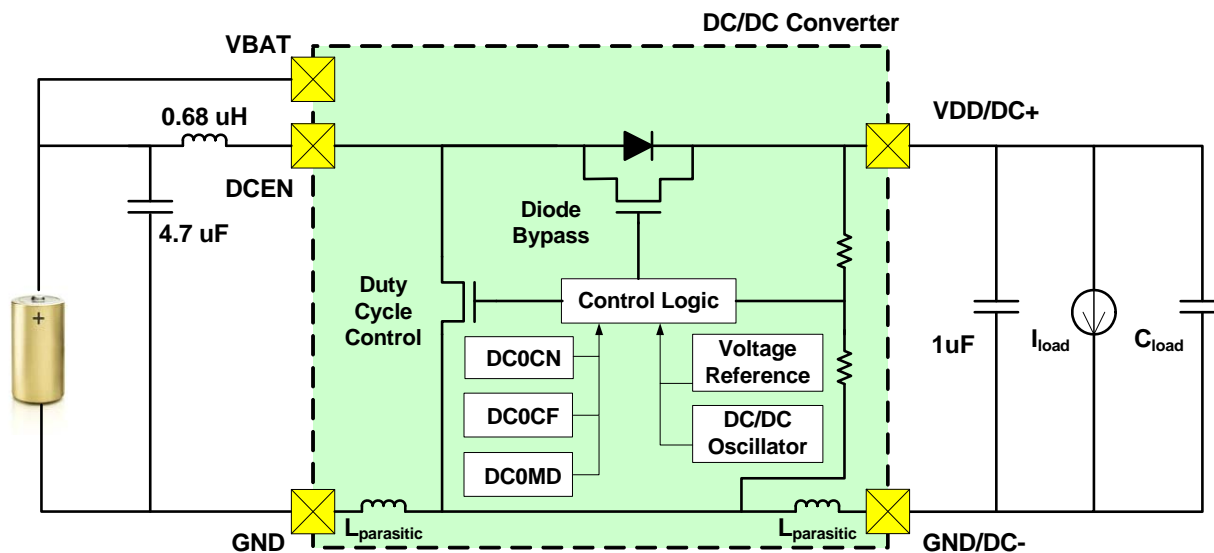 DC/DC Converter
VBAT
0.68 uH
VDD/DC+
DCEN
4.7 uF
Diode
Bypass
Duty
Cycle
Control
Control Logic
+
DC0CN
Voltage
Reference
1uF
Iload
Cload
DC0CF
DC/DC
Oscillator
DC0MD
Lparasitic
Lparasitic
GND
GND/DC-